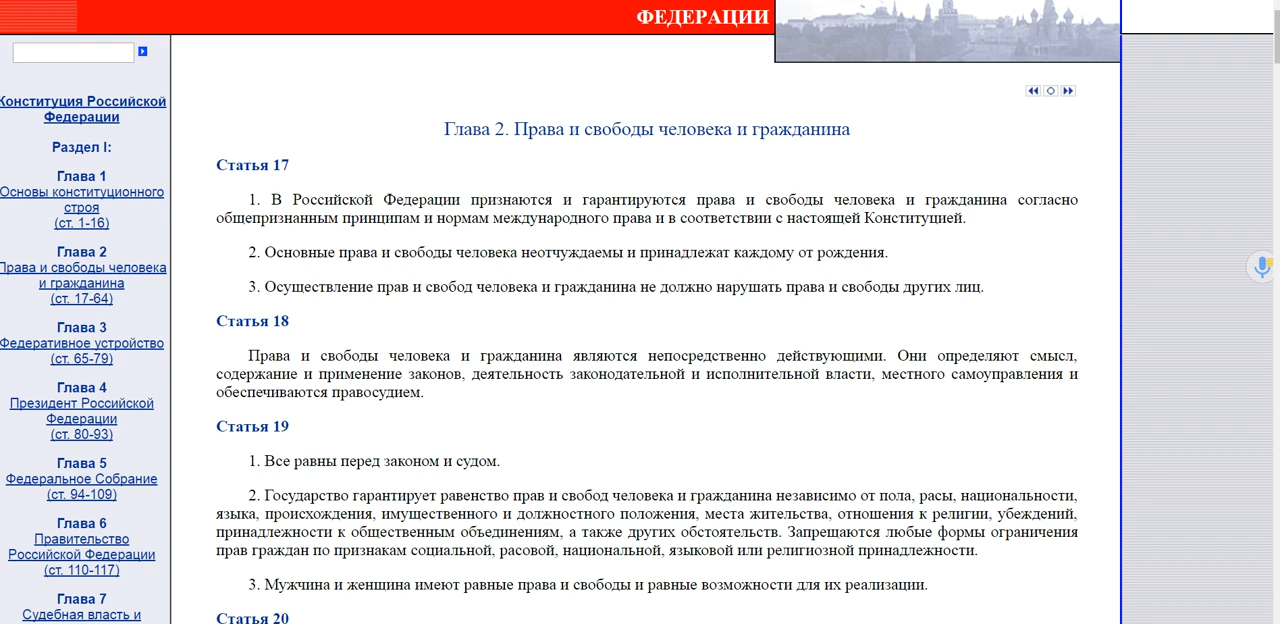 ФЕДЕРАЦИИ
Конституция Российской
Федерации
Раздел I:
Глава 1
Основы конституционного
строя
(ст. 1-16)
Глава 2
Права и свободы человека
и гражданина
(ст. 17-64)
Глава 3
Федеративное устройство
(ст. 65-79)
Глава 4
Президент Российской
Федерации
(ст. 80-93)
Глава 5
Федеральное Собрание
(ст. 94-109)
Глава 6
Правительство
Российской Федерации
(ст. 110-117)
Глава 7
Судебная власть и
Глава 2. Права и свободы человека и гражданина
Статья 17
1. В Российской Федерации признаются и гарантируются права и свободы человека и гражданина согласно
общепризнанным принципам и нормам международного права и в соответствии с настоящей Конституцией.
2. Основные права и свободы человека неотчуждаемы и принадлежат каждому от рождения.
3. Осуществление прав и свобод человека и гражданина не должно нарушать права и свободы других лиц.
Статья 18
Права и свободы человека и гражданина являются непосредственно действующими. Они определяют смысл,
содержание и применение законов, деятельность законодательной и исполнительной власти, местного самоуправления и
обеспечиваются правосудием.
Статья 19
1. Все равны перед законом и судом.
2. Государство гарантирует равенство прав и свобод человека и гражданина независимо от пола, расы, национальности,
языка, происхождения, имущественного и должностного положения, места жительства, отношения к религии, убеждений,
принадлежности к общественным объединениям, а также других обстоятельств. Запрещаются любые формы ограничения
прав граждан по признакам социальной, расовой, национальной, языковой или религиозной принадлежности.
3. Мужчина и женщина имеют равные права и свободы и равные возможности для их реализации.
Статья 20